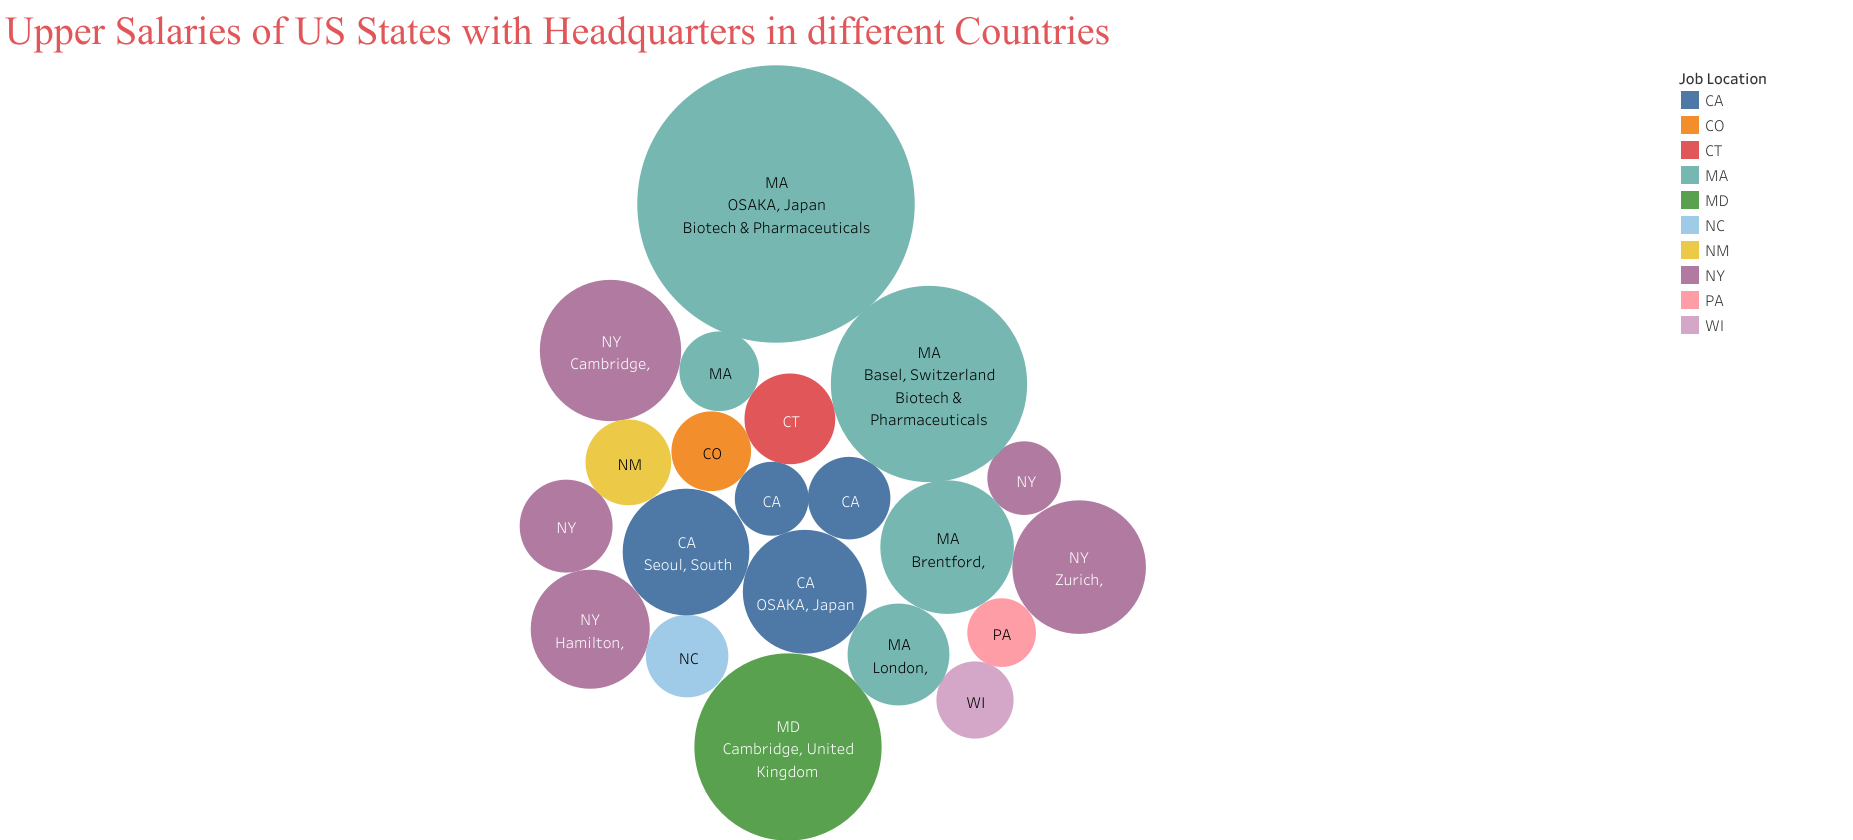 Upper Salaries of US States with Headquarters in different Countries
Job Location
CA
CO
CT
MA
MD
NC
NM
NY
PA
WI
MA
OSAKA, Japan
Biotech & Pharmaceuticals
NY
Cambridge,
MA
MA
Basel, Switzerland
Biotech &
Pharmaceuticals
CT
CO
NM
NY
CA
CA
NY
CA
Seoul, South
MA
Brentford,
NY
Zurich,
CA
OSAKA, Japan
NY
Hamilton,
NC
MA
London,
PA
WI
MD
Cambridge, United
Kingdom